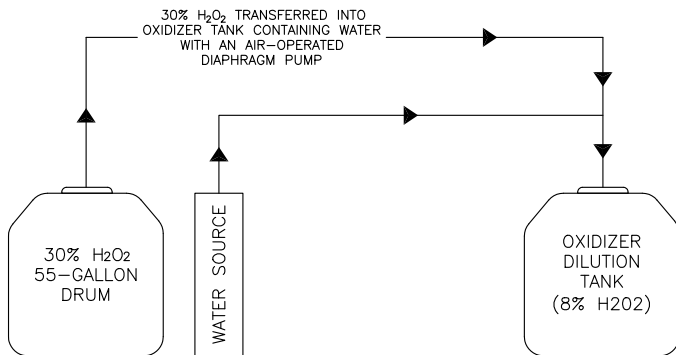 30% H₂O₂ TRANSFERRED INTO
OXIDIZER TANK CONTAINING WATER
WITH AN AIR-OPERATED
DIAPHRAGM PUMP
30% H₂O₂
55-GALLON
DRUM
WATER SOURCE
OXIDIZER
DILUTION
TANK
(8% H2O2)